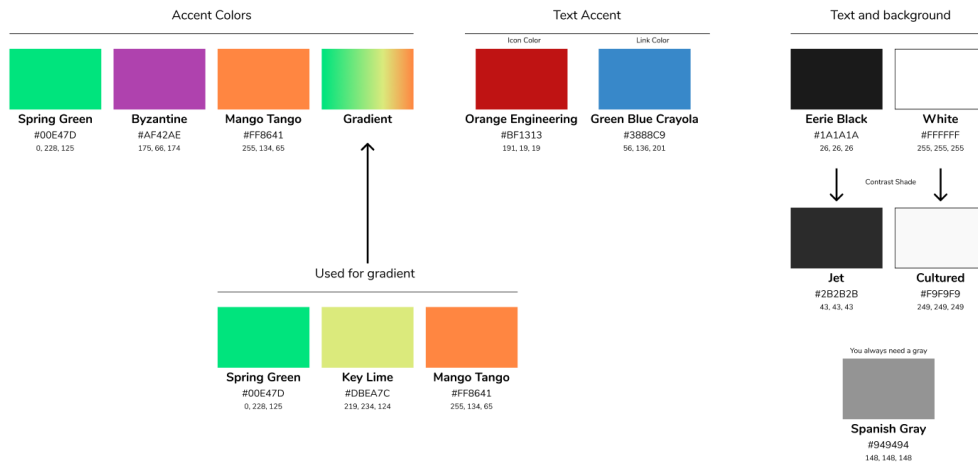 Accent Colors
Spring Green
#00E47D
0, 228, 125
Byzantine
#AF42AE
175, 66, 174
Mango Tango
#FF8641
255, 134, 65
Gradient
Used for gradient
Spring Green
#00E47D
0, 228, 125
Key Lime
#DBEA7C
219, 234, 124
Mango Tango
#FF8641
255, 134, 65
Text Accent
Icon Color
Orange Engineering
#BF1313
191, 19, 19
Link Color
Green Blue Crayola
#3888C9
56, 136, 201
Text and background
Eerie Black
#1A1A1A
26, 26, 26
White
#FFFFFF
255, 255, 255
Contrast Shade
Jet
#2B2B2B
43, 43, 43
Cultured
#F9F9F9
249, 249, 249
You always need a gray
Spanish Gray
#949494
148, 148, 148